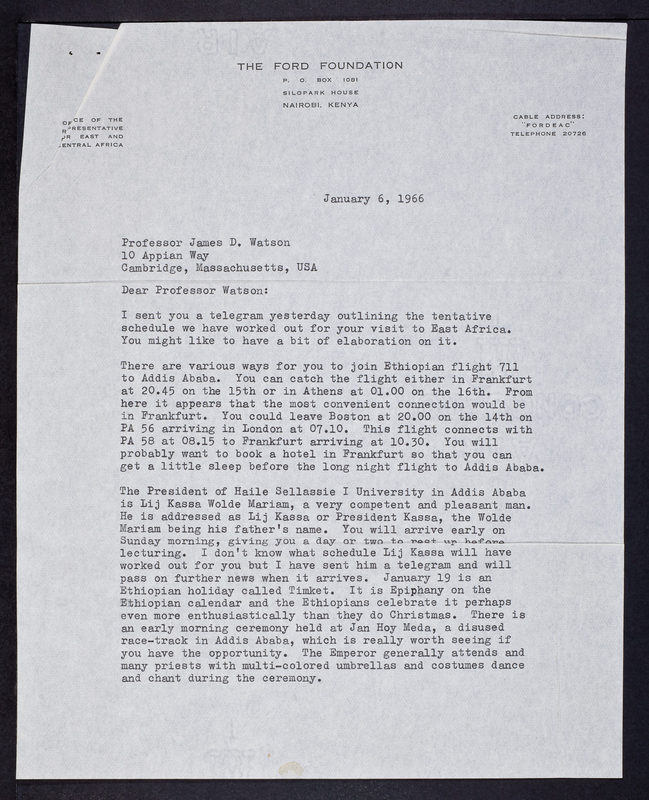 THE FORD FOUNDATION
P. O. BOX 1081
SILOPARK HOUSE
NAIROBI, KENYA
CE OF THE
PRESENTATIVE
EAST AND
ENTRAL AFRICA
CABLE ADDRESS:
"FORDEAC"
TELEPHONE 20726
January 6, 1966
Professor James D. Watson
10 Appian Way
Cambridge, Massachusetts, USA
Dear Professor Watson:
I sent you a telegram yesterday outlining the tentative
schedule we have worked out for your visit to East Africa.
You might like to have a bit of elaboration on it.
There are various ways for you to join Ethiopian flight 711
to Addis Ababa. You can catch the flight either in Frankfurt
at 20.45 on the 15th or in Athens at 01.00 on the 16th. From
here it appears that the most convenient connection would be
in Frankfurt. You could leave Boston at 20.00 on the 14th on
PA 56 arriving in London at 07.10. This flight connects with
PA 58 at 08.15 to Frankfurt arriving at 10.30. You will
probably want to book a hotel in Frankfurt so that you can
get a little sleep before the long night flight to Addis Ababa.
The President of Haile Sellassie I University in Addis Ababa
is Lij Kassa Wolde Mariam, a very competent and pleasant man.
He is addressed as Lij Kassa or President Kassa, the Wolde
Mariam being his father's name. You will arrive early on
Sunday morning, giving you a day or two to rest up before
lecturing. I don't know what schedule Lij Kassa will have
worked out for you but I have sent him a telegram and will
pass on further news when it arrives. January 19 is an
Ethiopian holiday called Timket. It is Epiphany on the
Ethiopian calendar and the Ethiopians celebrate it perhaps
even more enthusiastically than they do Christmas. There is
an early morning ceremony held at Jan Hoy Meda, a disused
race-track in Addis Ababa, which is really worth seeing if
you have the opportunity. The Emperor generally attends and
many priests with multi-colored umbrellas and costumes dance
and chant during the ceremony.